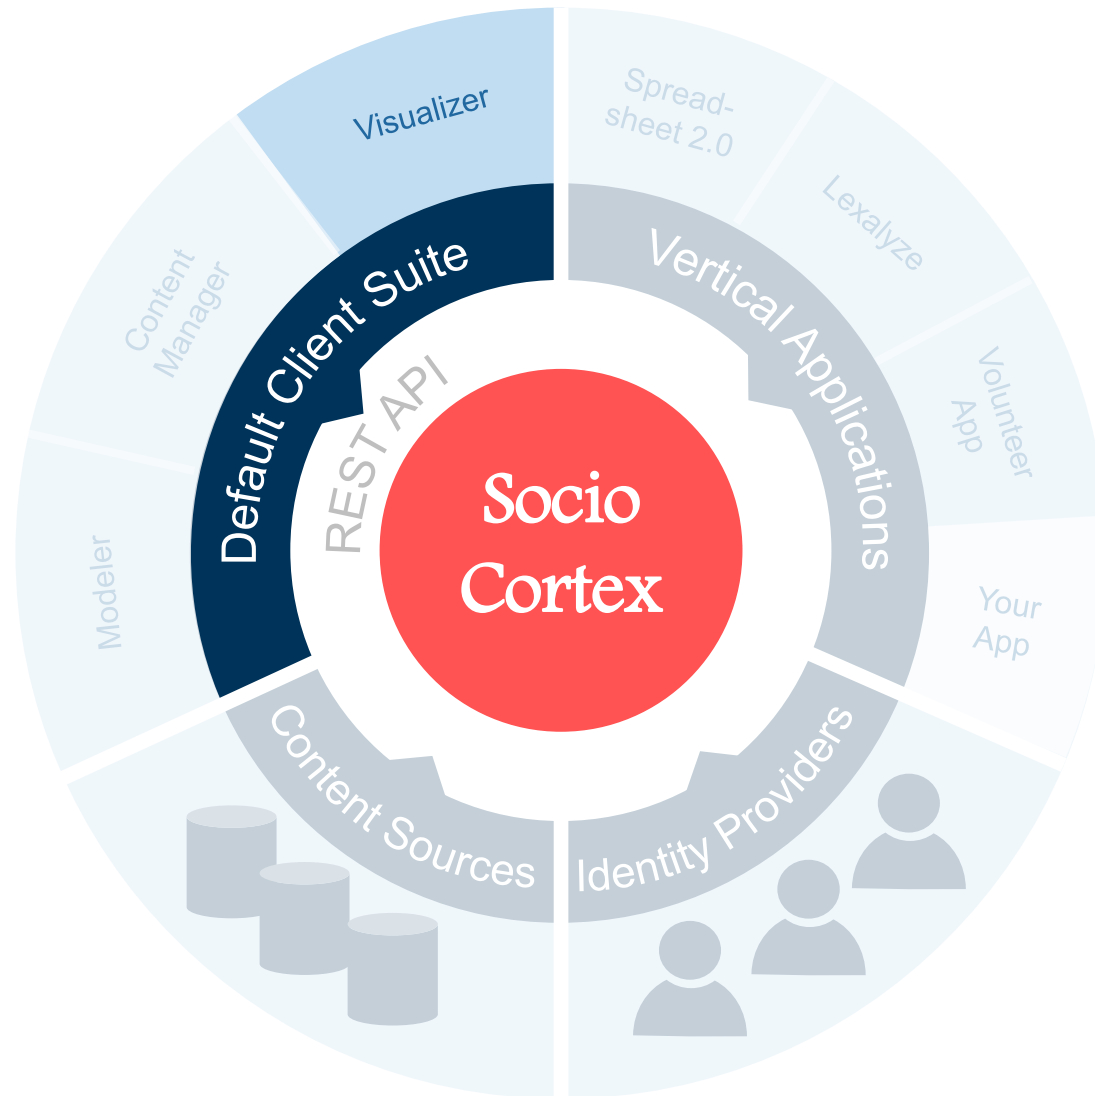 Visualizer
Spread-
sheet 2.0
Lexalyze
Volunteer
App
Your
App
Content
Manager
Modeler
Default Client Suite
Vertical Applications
REST API
Socio
Cortex
Content Sources
Identity Providers